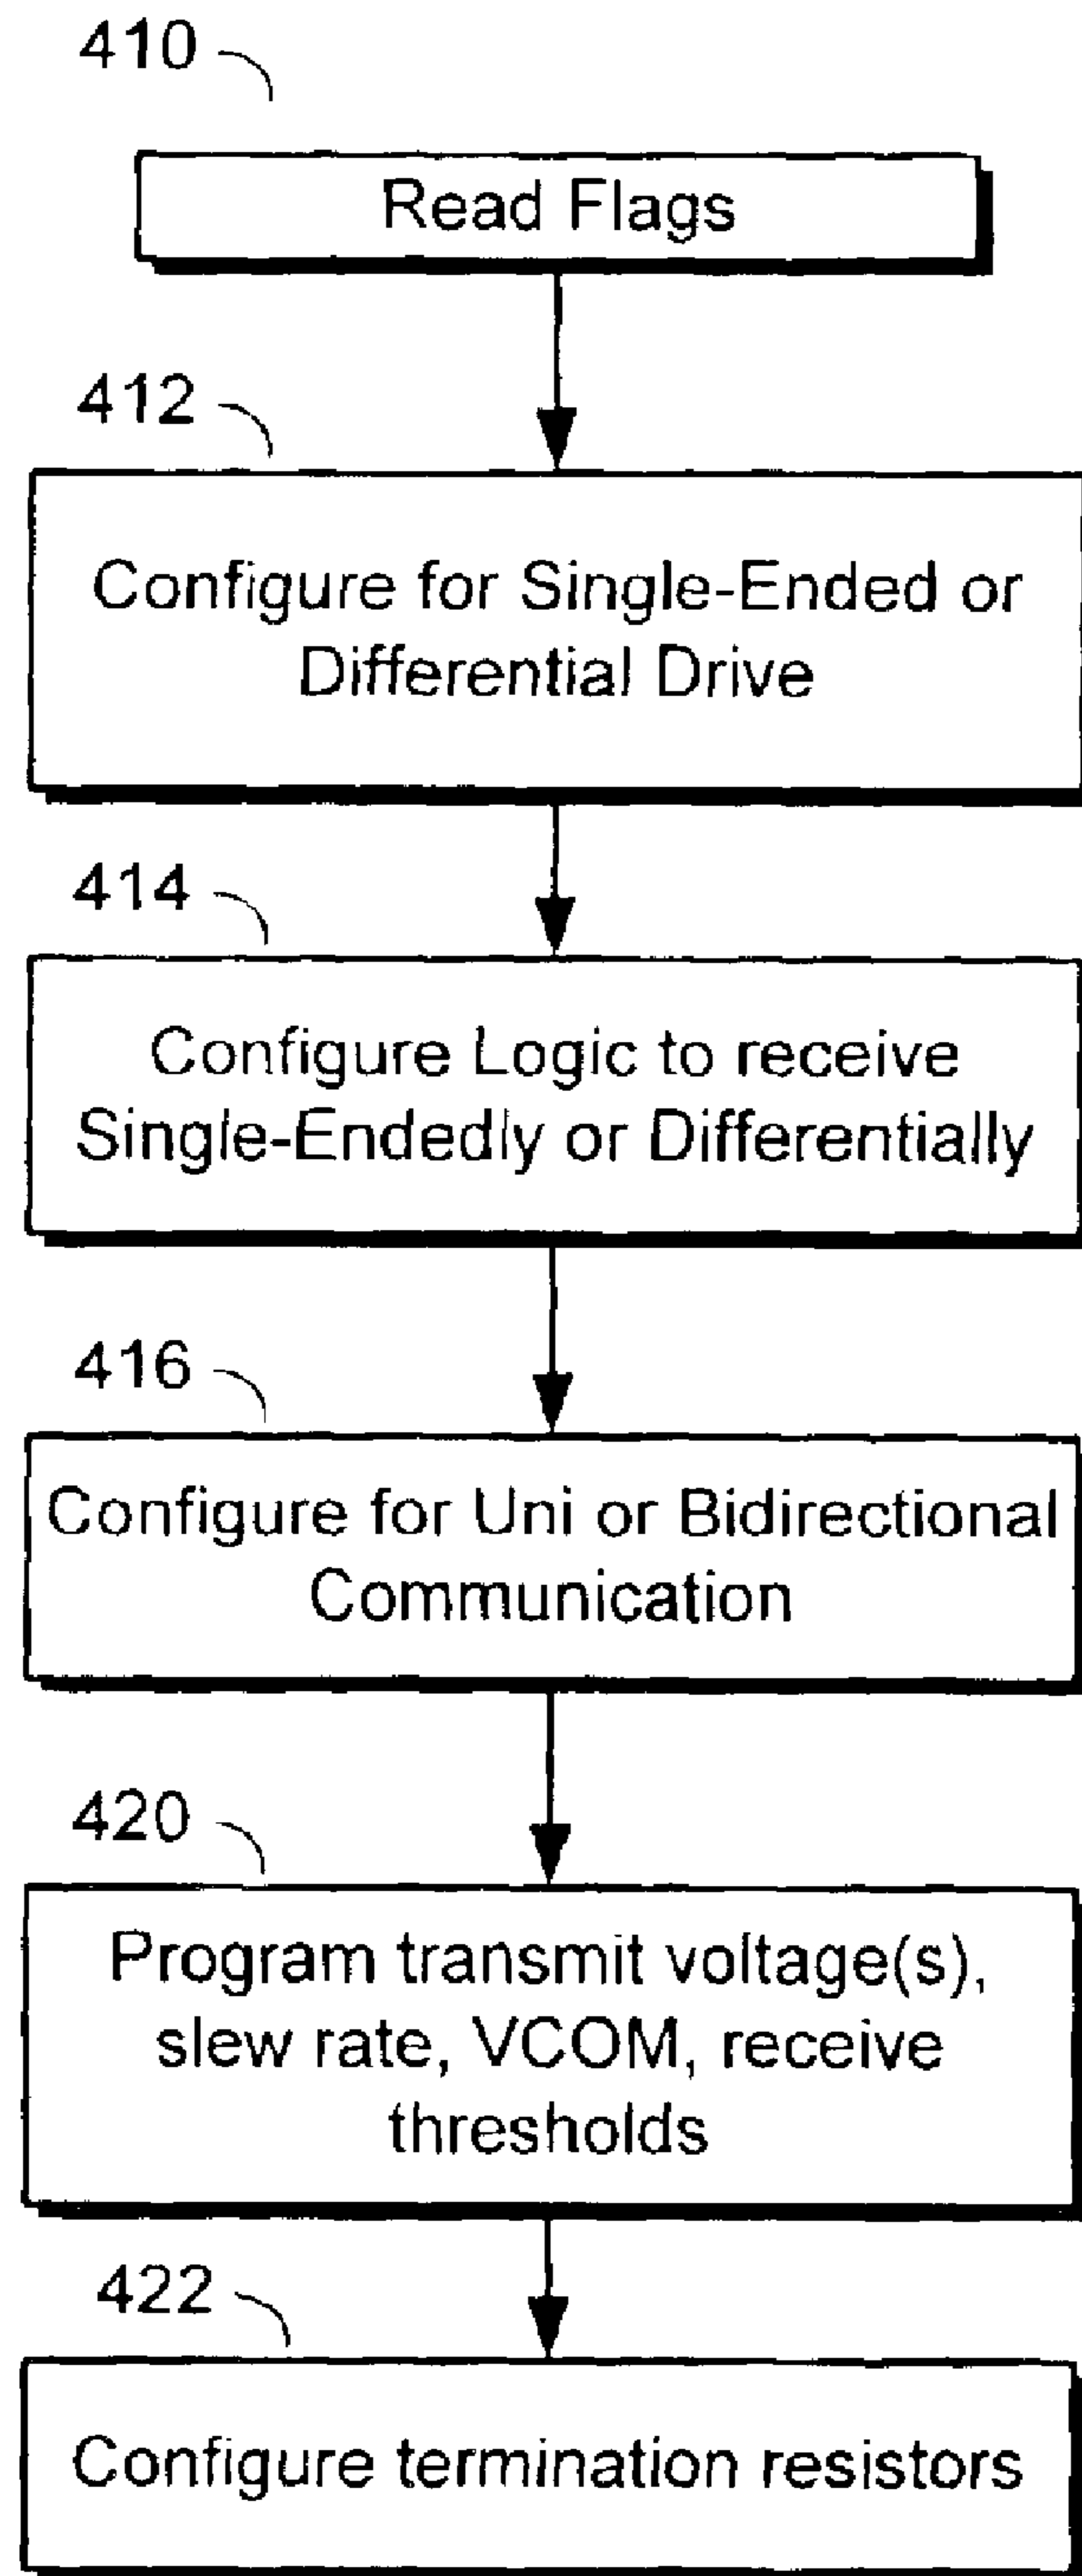 410
Read Flags
412
Configure for Single-Ended or
Differential Drive
414
Configure Logic to receive
Single-Endedly or Differentially
416
Configure for Uni or Bidirectional
Communication
420
Program transmit voltage(s),
slew rate, VCOM, receive
thresholds
422
Configure termination resistors